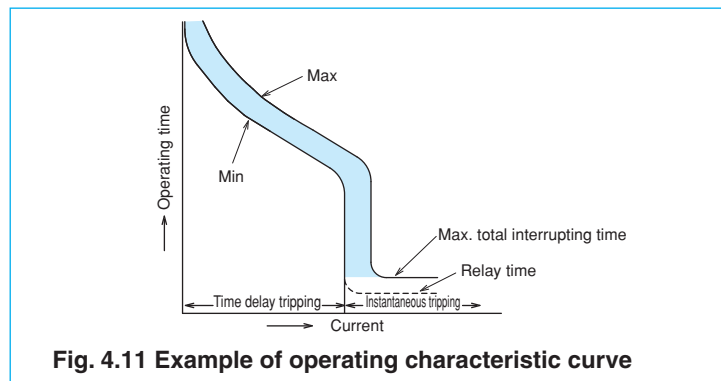 Max
Operating time
Min
Max. total interrupting time
Relay time
Time delay tripping
Instantaneous tripping
Current
Fig. 4.11 Example of operating characteristic curve